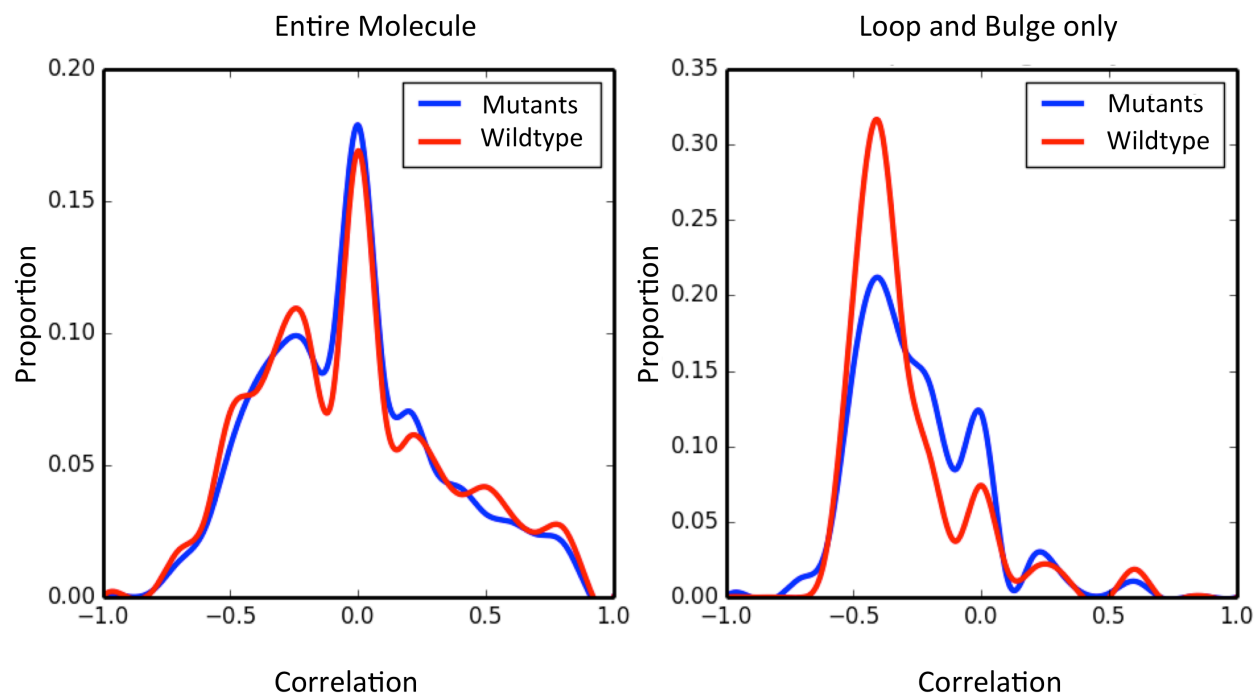 Entire Molecule
0.20
0.15
0.10
0.05
0.00
−1.0 −0.5 0.0 0.5 1.0
Proportion
Correlation
Mutants
Wildtype
Loop and Bulge only
0.35
0.30
0.25
0.20
0.15
0.10
0.05
0.00
−1.0 −0.5 0.0 0.5 1.0
Proportion
Correlation
Mutants
Wildtype